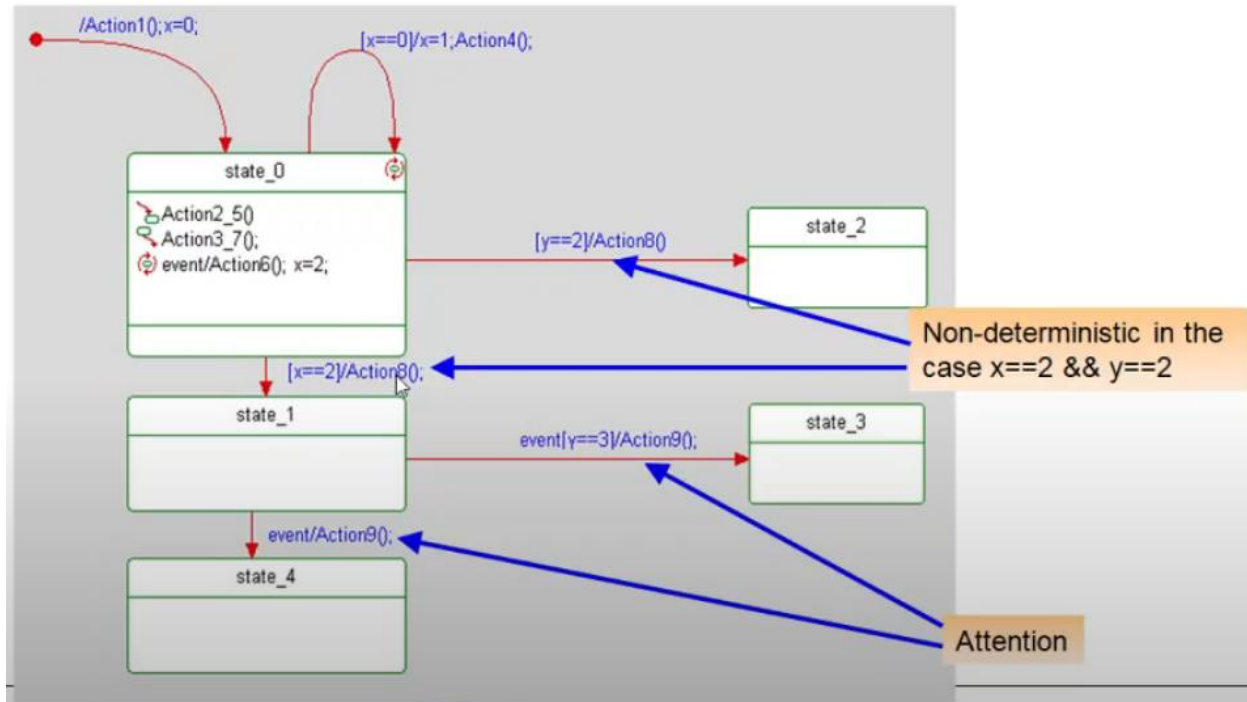 /Action1();x=0;
[x==0]/x=1;Action4();
state_0
Action2_5()
Action3_7();
event/Action6(); x=2;
[y==2]/Action8()
state_2
Non-deterministic in the
case x==2 && y==2
[x==2]/Action8();
state_1
event[y==3]/Action9();
state_3
event/Action9();
state_4
Attention